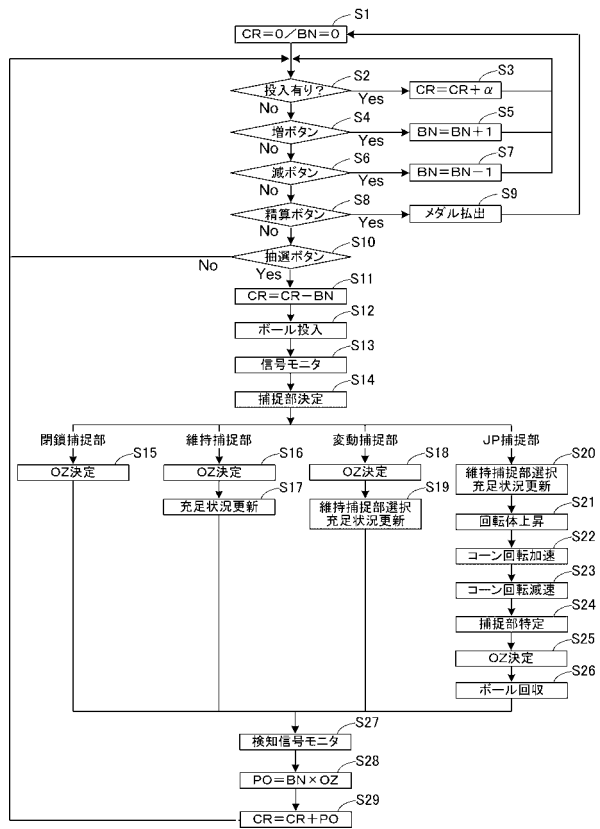 S1
CR=0/BN=0
S2
投入有り?
Yes
No
S3
CR=CR+α
S4
増ボタン
Yes
No
S5
BN=BN+1
S6
減ボタン
Yes
No
S7
BN=BN-1
S8
精算ボタン
Yes
No
S9
メダル払出
S10
抽選ボタン
No
Yes
S11
CR=CR-BN
S12
ボール投入
S13
信号モニタ
S14
捕捉部決定
閉鎖捕捉部
S15
OZ決定
維持捕捉部
S16
OZ決定
S17
充足状況更新
変動捕捉部
S18
OZ決定
S19
維持捕捉部選択
充足状況更新
JP捕捉部
S20
維持捕捉部選択
充足状況更新
S21
回転体上昇
S22
コーン回転加速
S23
コーン回転減速
S24
捕捉部特定
S25
OZ決定
S26
ボール回収
S27
検知信号モニタ
S28
PO=BN×OZ
S29
CR=CR+PO